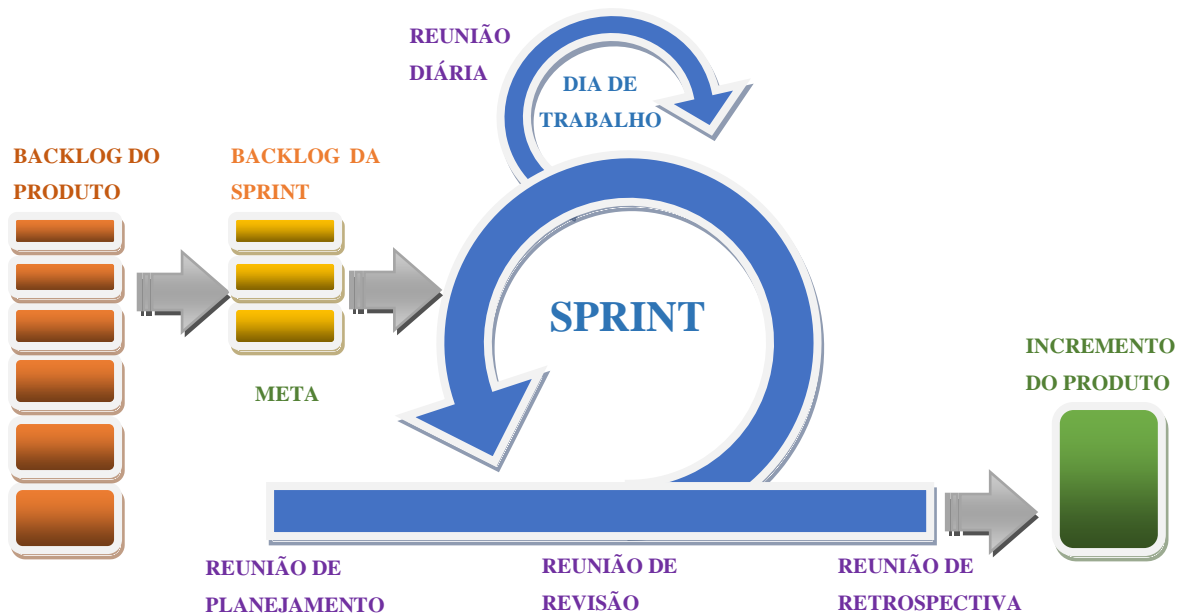 REUNIÃO
DIÁRIA
DIA DE
TRABALHO
BACKLOG DO
PRODUTO
BACKLOG DA
SPRINT
SPRINT
META
INCREMENTO
DO PRODUTO
REUNIÃO DE
PLANEJAMENTO
REUNIÃO DE
REVISÃO
REUNIÃO DE
RETROSPECTIVA